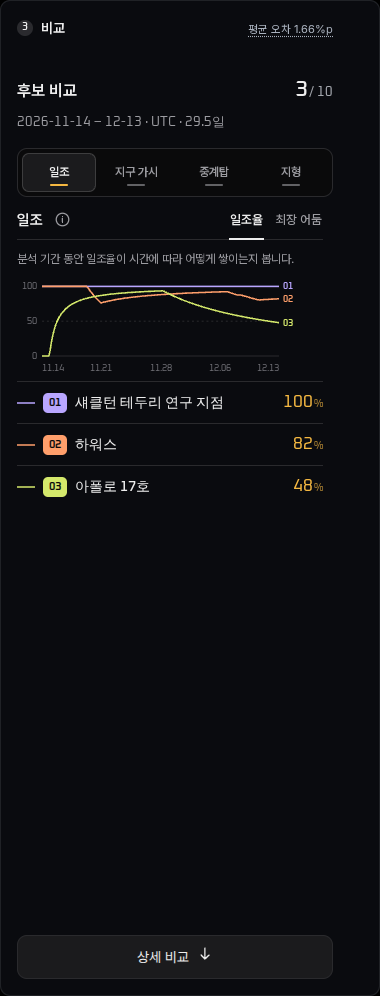 3 비교 평균 오차 1.66%p
후보 비교 3 / 10
2026-11-14 – 12-13 · UTC · 29.5일
일조 지구 가시 중계탑 지형
일조 일조율 최장 어둠
분석 기간 동안 일조율이 시간에 따라 어떻게 쌓이는지 봅니다.
100 01
02
50 03
0
11.14 11.21 11.28 12.06 12.13
01 섀클턴 테두리 연구 지점 100%
02 하워스 82%
03 아폴로 17호 48%
상세 비교 ↓